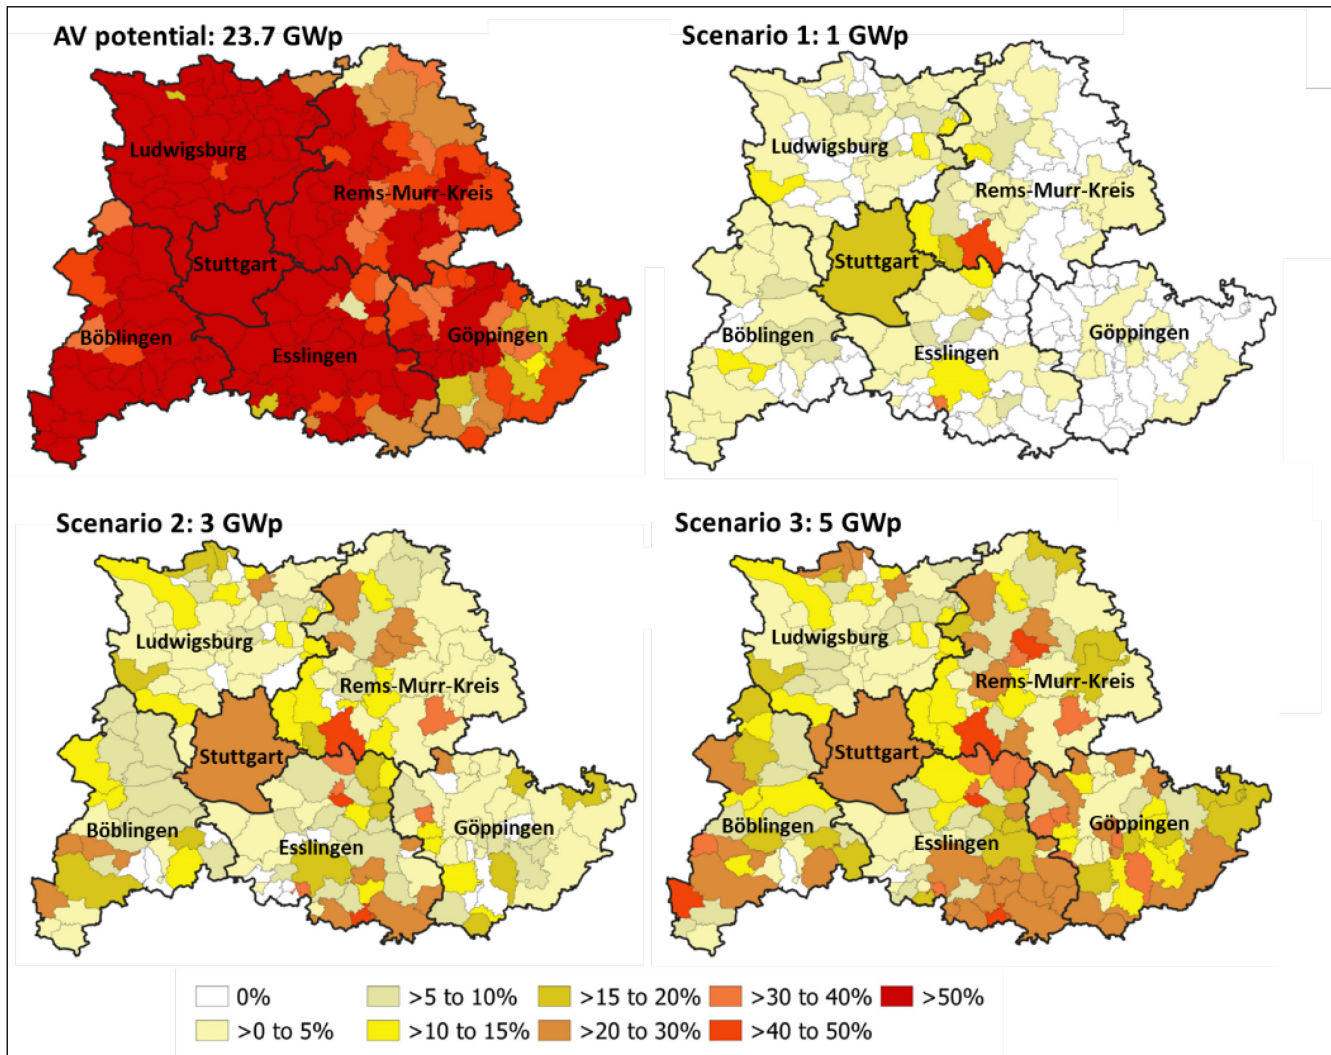 AV potential: 23.7 GWp
Ludwigsburg
Rems-Murr-Kreis
Stuttgart
Böblingen
Esslingen
Göppingen
Scenario 1: 1 GWp
Ludwigsburg
Rems-Murr-Kreis
Stuttgart
Böblingen
Esslingen
Göppingen
Scenario 2: 3 GWp
Ludwigsburg
Rems-Murr-Kreis
Stuttgart
Böblingen
Esslingen
Göppingen
Scenario 3: 5 GWp
Ludwigsburg
Rems-Murr-Kreis
Stuttgart
Böblingen
Esslingen
Göppingen
0% >5 to 10% >15 to 20% >30 to 40% >50%
>0 to 5% >10 to 15% >20 to 30% >40 to 50%